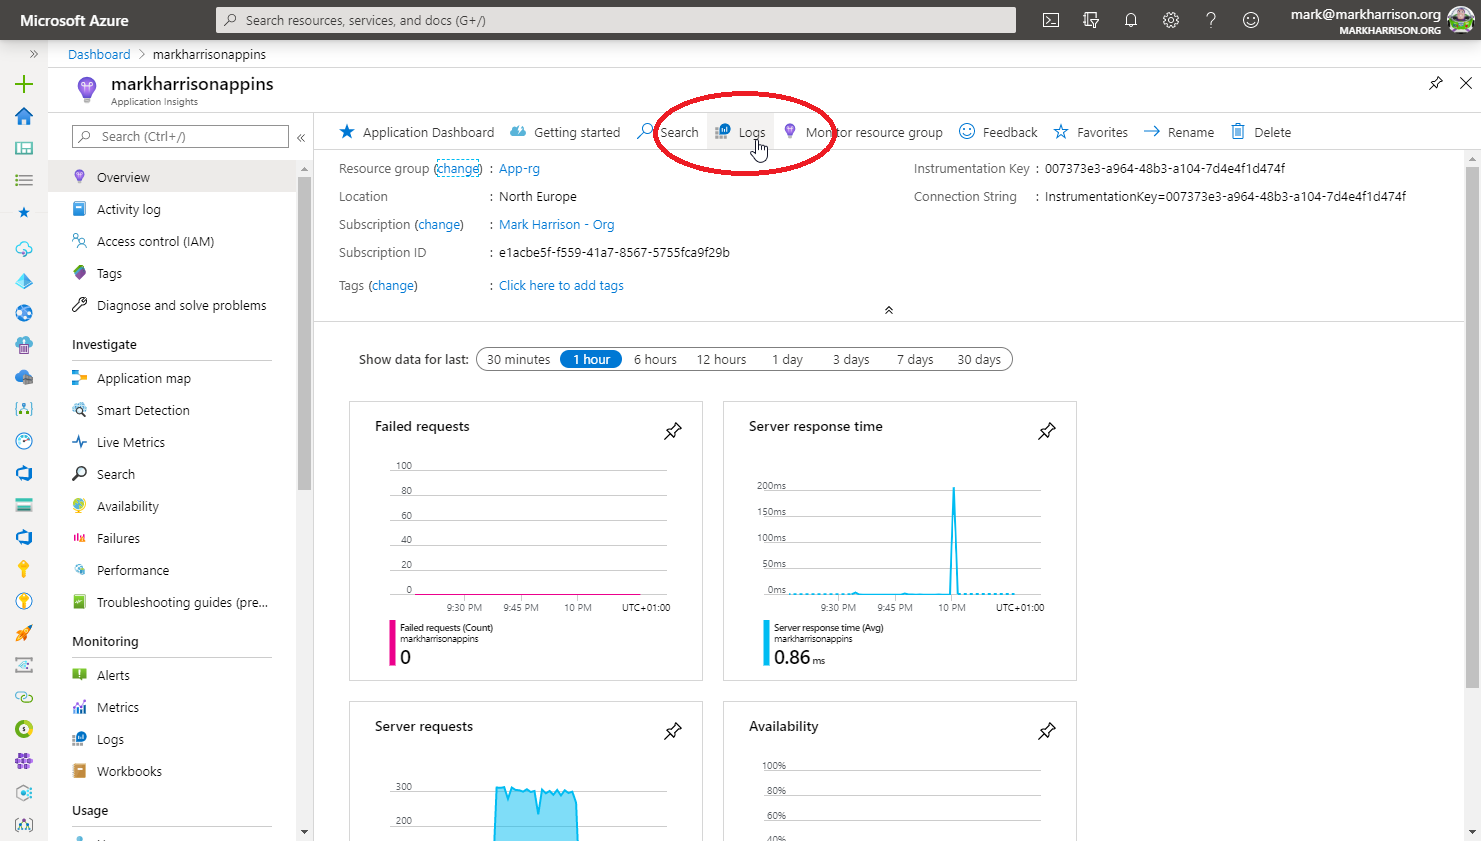 Microsoft Azure
Search resources, services, and docs (G+/)
mark@markharrison.org
MARKHARRISON.ORG
Dashboard > markharrisonappins
markharrisonappins
Application Insights
Search (Ctrl+/)
Overview
Activity log
Access control (IAM)
Tags
Diagnose and solve problems
Investigate
Application map
Smart Detection
Live Metrics
Search
Availability
Failures
Performance
Troubleshooting guides (pre...
Monitoring
Alerts
Metrics
Logs
Workbooks
Usage
Application Dashboard
Getting started
Search
Logs
Monitor resource group
Feedback
Favorites
Rename
Delete
Resource group (change) : App-rg
Location : North Europe
Subscription (change) : Mark Harrison - Org
Subscription ID : e1acbe5f-f559-41a7-8567-5755fca9f29b
Tags (change) : Click here to add tags
Instrumentation Key : 007373e3-a964-48b3-a104-7d4e4f1d474f
Connection String : InstrumentationKey=007373e3-a964-48b3-a104-7d4e4f1d474f
Show data for last: 30 minutes 1 hour 6 hours 12 hours 1 day 3 days 7 days 30 days
Failed requests
100
80
60
40
20
0
9:30 PM 9:45 PM 10 PM UTC+01:00
Failed requests (Count)
markharrisonappins
0
Server response time
200ms
150ms
100ms
50ms
0ms
9:30 PM 9:45 PM 10 PM UTC+01:00
Server response time (Avg)
markharrisonappins
0.86 ms
Server requests
300
200
Availability
100%
80%
60%
40%